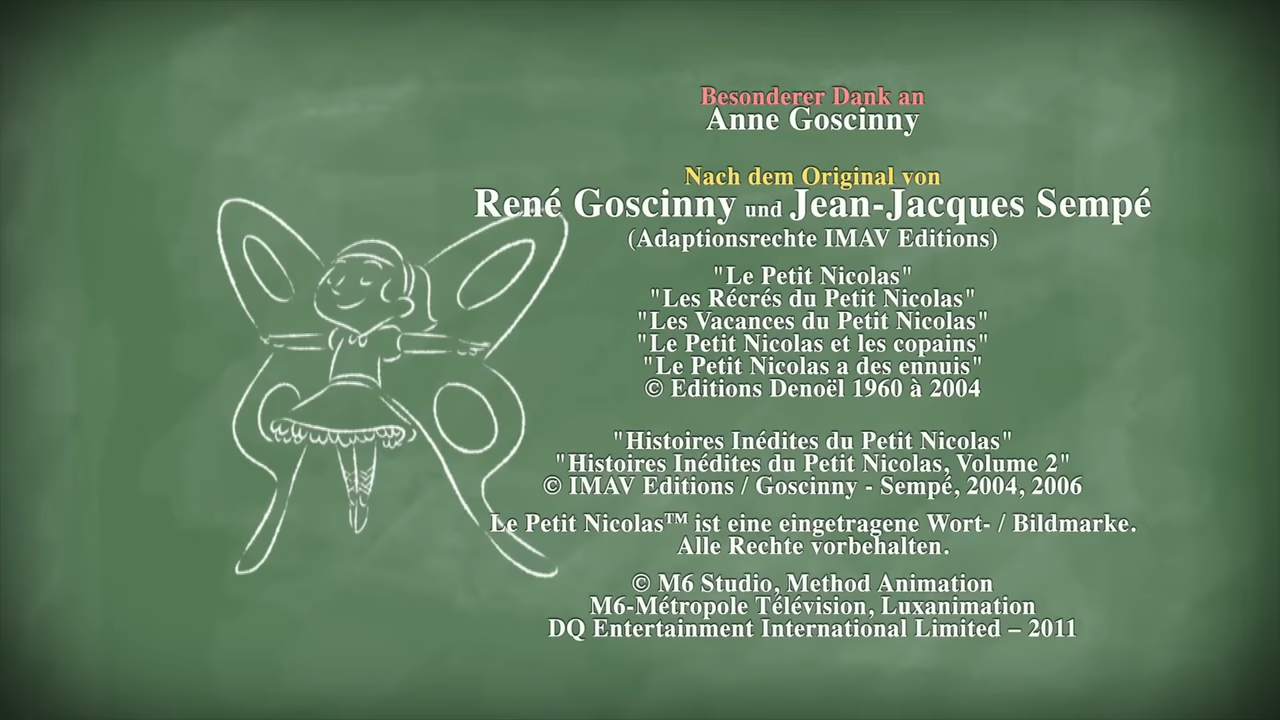 Besonderer Dank an
Anne Goscinny
Nach dem Original von
René Goscinny und Jean-Jacques Sempé
(Adaptionsrechte IMAV Editions)
"Le Petit Nicolas"
"Les Récrés du Petit Nicolas"
"Les Vacances du Petit Nicolas"
"Le Petit Nicolas et les copains"
"Le Petit Nicolas a des ennuis"
© Editions Denoël 1960 à 2004
"Histoires Inédites du Petit Nicolas"
"Histoires Inédites du Petit Nicolas, Volume 2"
© IMAV Editions / Goscinny - Sempé, 2004, 2006
Le Petit Nicolas™ ist eine eingetragene Wort- / Bildmarke.
Alle Rechte vorbehalten.
© M6 Studio, Method Animation
M6-Métropole Télévision, Luxanimation
DQ Entertainment International Limited – 2011